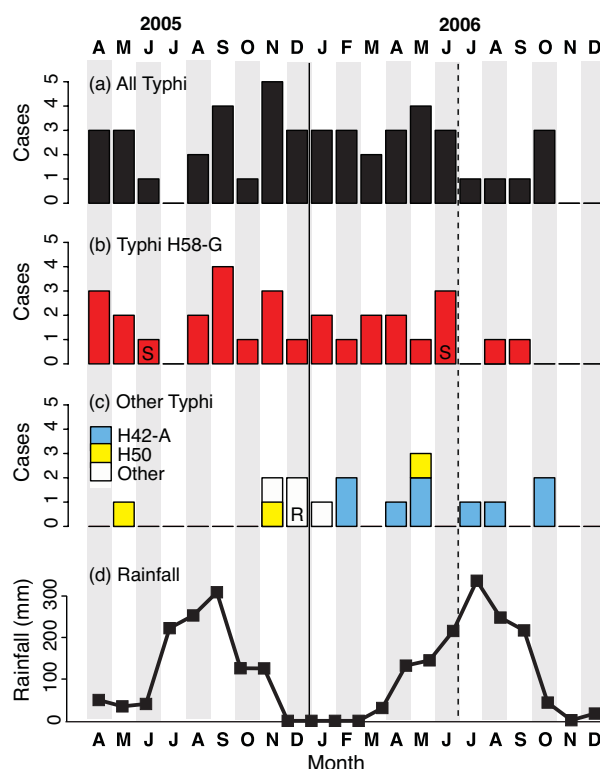 2005 2006
A M J J A S O N D J F M A M J J A S O N D
(a) All Typhi
Cases
0 1 2 3 4 5
(b) Typhi H58-G
Cases
0 1 2 3 4 5
S S
(c) Other Typhi
Cases
0 1 2 3 4 5
H42-A
H50
Other
R
(d) Rainfall
Rainfall (mm)
0 100 200 300
A M J J A S O N D J F M A M J J A S O N D
Month